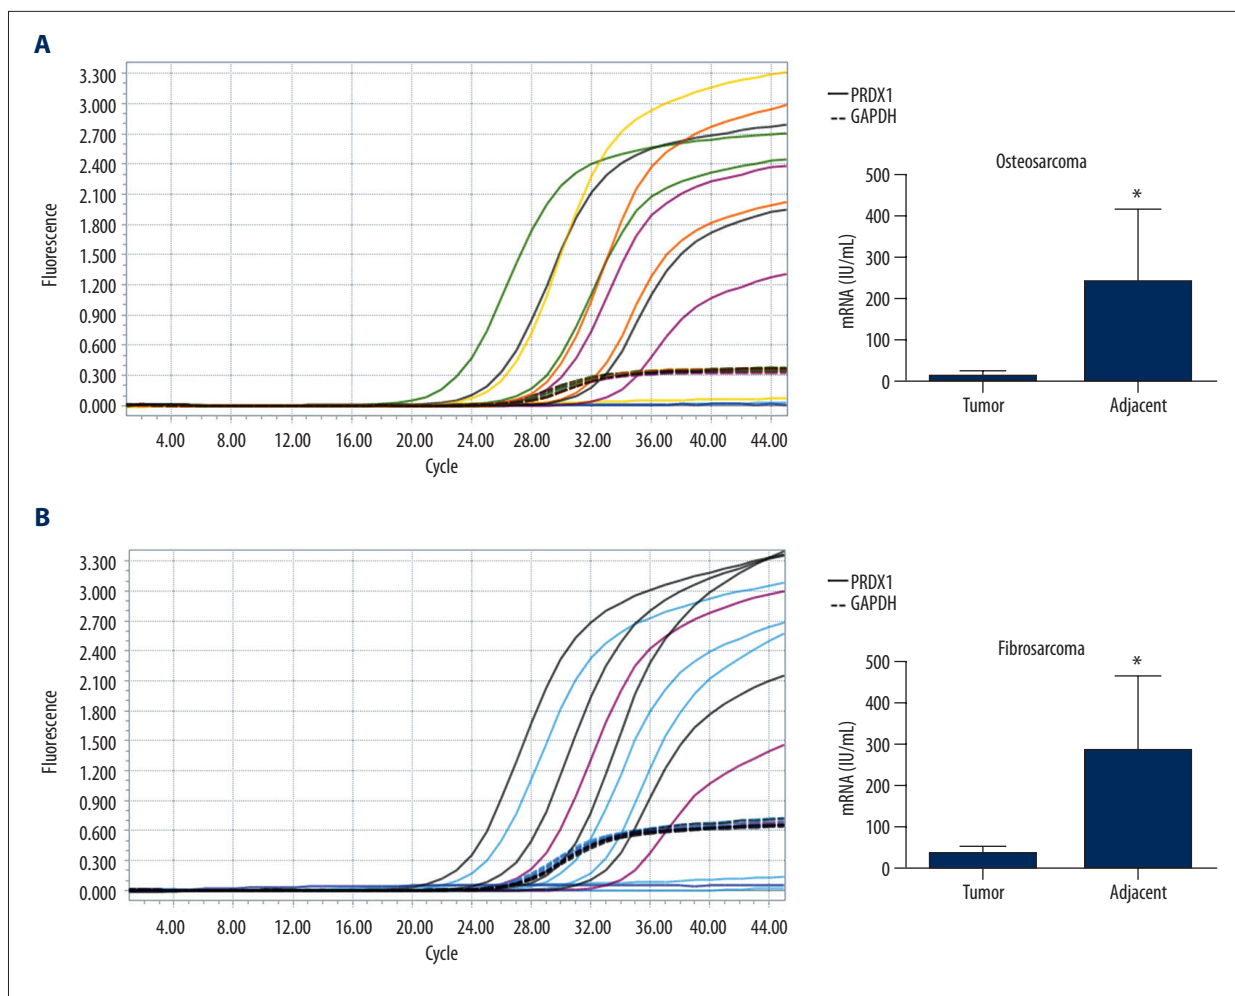 A
3.300
3.000
2.700
2.400
2.100
1.800
1.500
1.200
0.900
0.600
0.300
0.000
Fluorescence
4.00 8.00 12.00 16.00 20.00 24.00 28.00 32.00 36.00 40.00 44.00
Cycle
PRDX1
GAPDH
Osteosarcoma
500
400
300
200
100
0
mRNA (IU/mL)
*
Tumor Adjacent
B
3.300
3.000
2.700
2.400
2.100
1.800
1.500
1.200
0.900
0.600
0.300
0.000
Fluorescence
4.00 8.00 12.00 16.00 20.00 24.00 28.00 32.00 36.00 40.00 44.00
Cycle
PRDX1
GAPDH
Fibrosarcoma
500
400
300
200
100
0
mRNA (IU/mL)
*
Tumor Adjacent